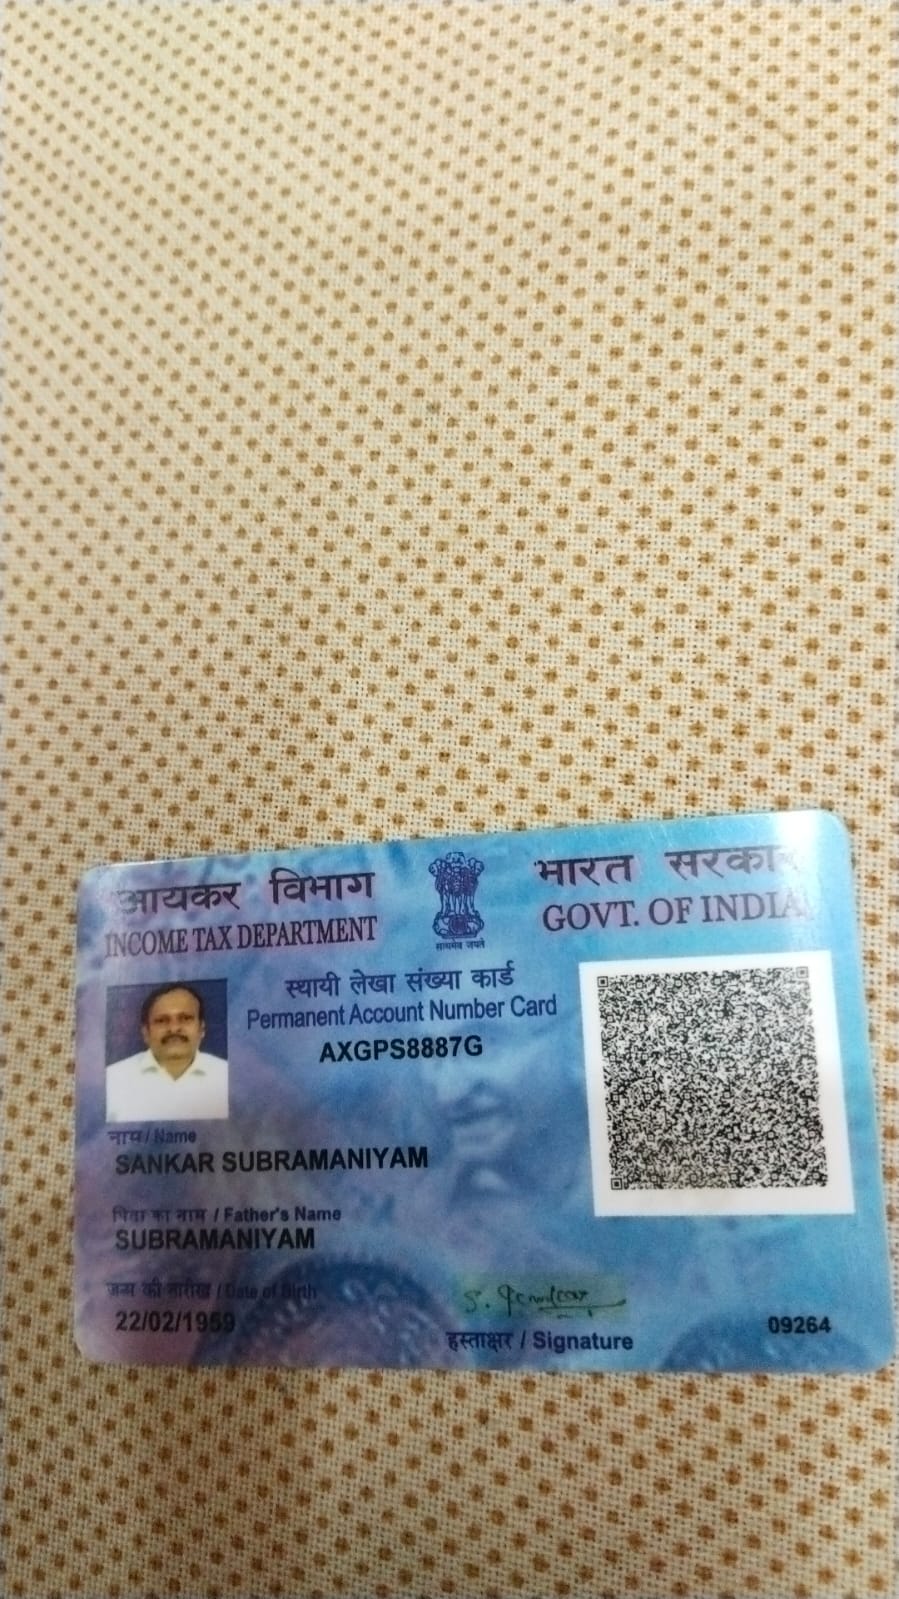 आयकर विभाग
INCOME TAX DEPARTMENT
सत्यमेव जयते
भारत सरकार
GOVT. OF INDIA
स्थायी लेखा संख्या कार्ड
Permanent Account Number Card
AXGPS8887G
नाम / Name
SANKAR SUBRAMANIYAM
पिता का नाम / Father's Name
SUBRAMANIYAM
जन्म की तारीख / Date of Birth
22/02/1959
हस्ताक्षर / Signature
09264